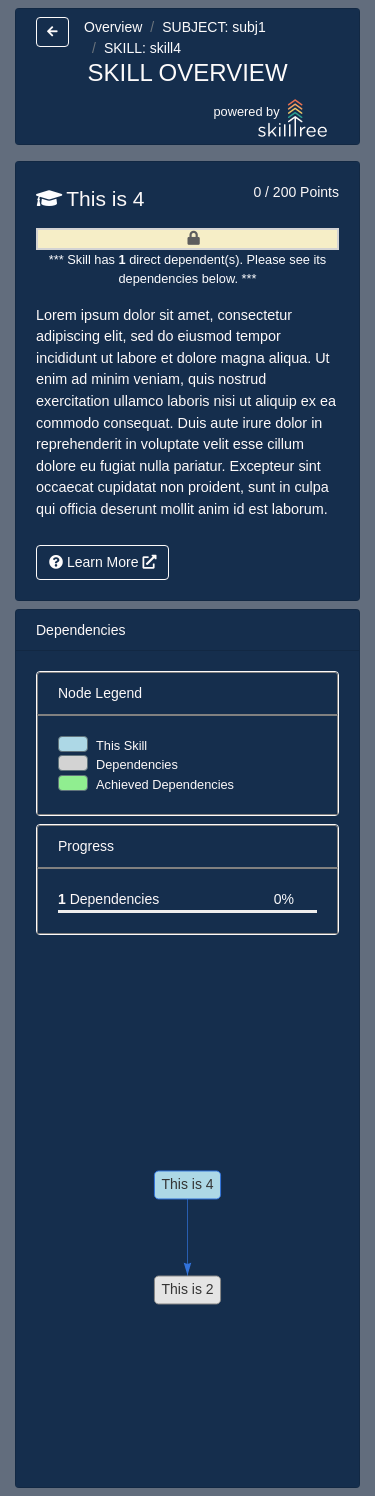 Overview / SUBJECT: subj1
/ SKILL: skill4
SKILL OVERVIEW
powered by
skilltree
This is 4
0 / 200 Points
*** Skill has 1 direct dependent(s). Please see its
dependencies below. ***
Lorem ipsum dolor sit amet, consectetur
adipiscing elit, sed do eiusmod tempor
incididunt ut labore et dolore magna aliqua. Ut
enim ad minim veniam, quis nostrud
exercitation ullamco laboris nisi ut aliquip ex ea
commodo consequat. Duis aute irure dolor in
reprehenderit in voluptate velit esse cillum
dolore eu fugiat nulla pariatur. Excepteur sint
occaecat cupidatat non proident, sunt in culpa
qui officia deserunt mollit anim id est laborum.
Learn More
Dependencies
Node Legend
This Skill
Dependencies
Achieved Dependencies
Progress
1 Dependencies 0%
This is 4
This is 2